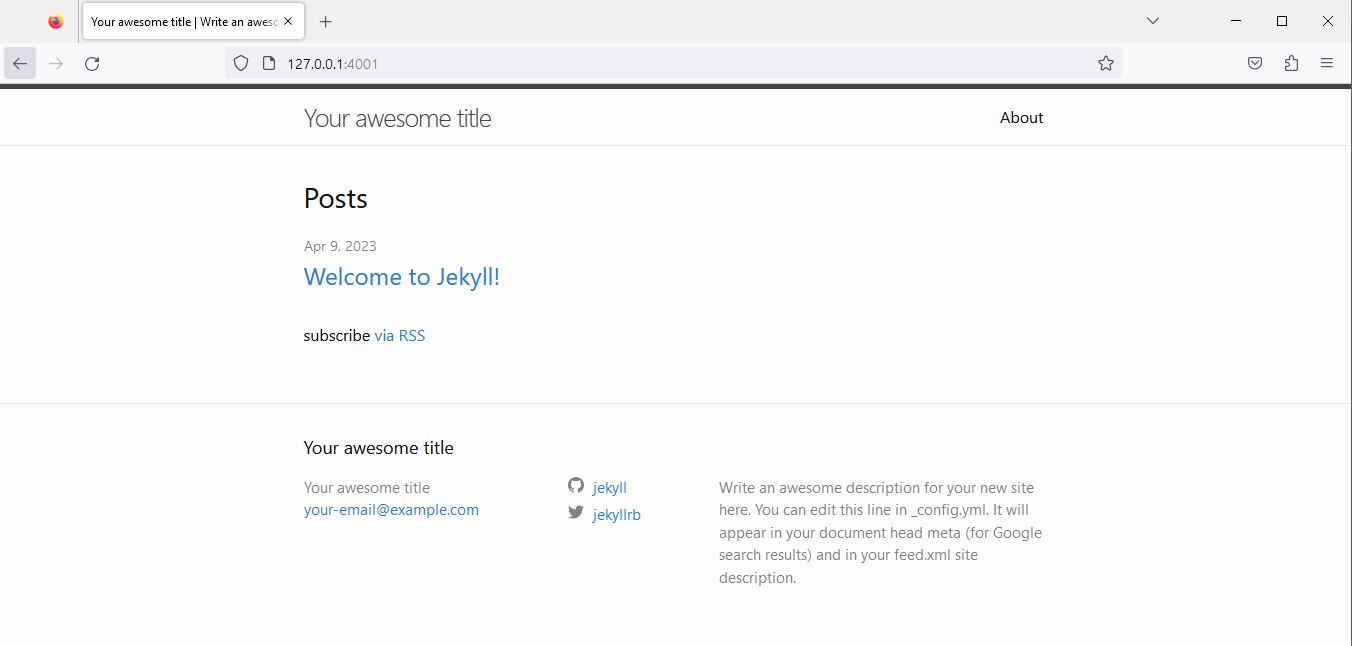 Your awesome title | Write an aweso
127.0.0.1:4001
Your awesome title
About
Posts
Apr 9, 2023
Welcome to Jekyll!
subscribe via RSS
Your awesome title
Your awesome title
your-email@example.com
jekyll
jekyllrb
Write an awesome description for your new site
here. You can edit this line in _config.yml. It will
appear in your document head meta (for Google
search results) and in your feed.xml site
description.